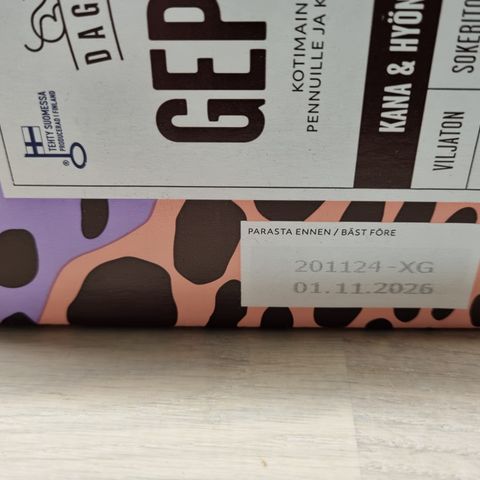 DAG
GEP
KOTIMAIN
PENNUILLE JA K
KANA & HYÖN
VILJATON
SOKERITO
TEHTY SUOMESSA
PRODUCERAD I FINLAND
®
PARASTA ENNEN / BÄST FÖRE
201124-XG
01.11.2026